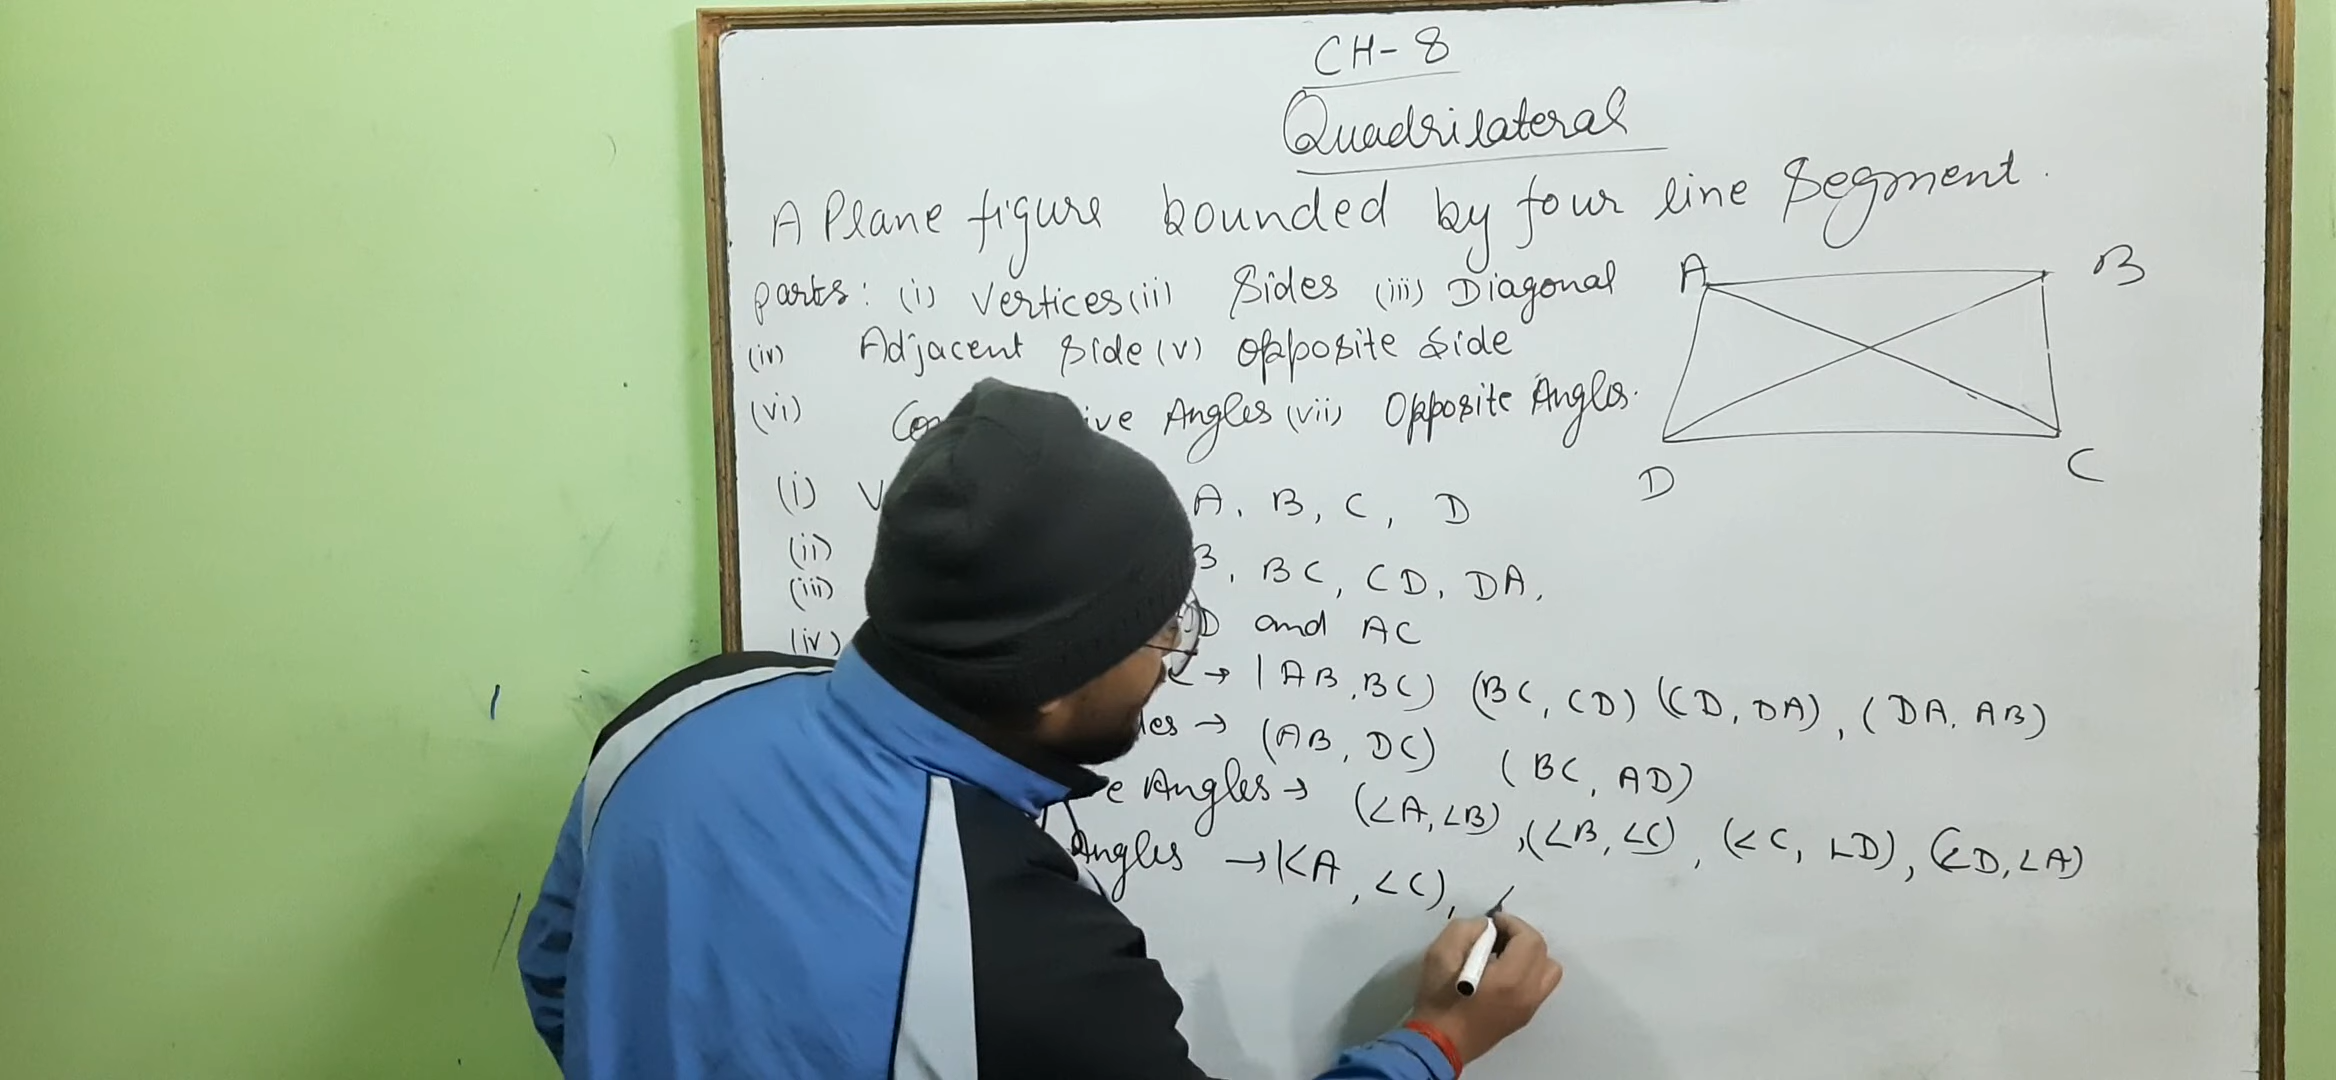 CH-8
Quadrilateral
A Plane figure bounded by four line Segment.
parts: (i) Vertices (ii) Sides (iii) Diagonal
(iv) Adjacent Side (v) opposite Side
(vi) Angles (vii) Opposite Angles.
A B
D C
(i) A, B, C, D
(ii) B, BC, CD, DA,
(iii) D and AC
(iv) → (AB, BC) (BC, CD) (CD, DA), (DA, AB)
→ (AB, DC) (BC, AD)
Angles → (∠A, ∠B), (∠B, ∠C), (∠C, ∠D), (∠D, ∠A)
Angles → (∠A, ∠C),